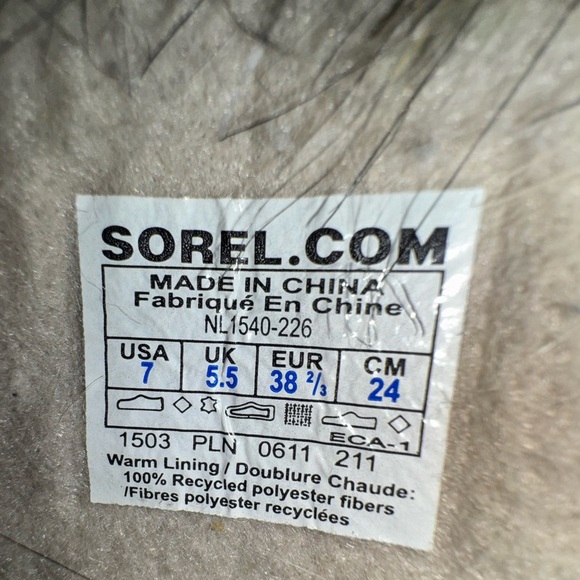 SOREL.COM
MADE IN CHINA
Fabriqué En Chine
NL1540-226
USA UK EUR CM
7 5.5 38 2/3 24
ECA-1
1503 PLN 0611 211
Warm Lining / Doublure Chaude:
100% Recycled polyester fibers
/Fibres polyester recyclées